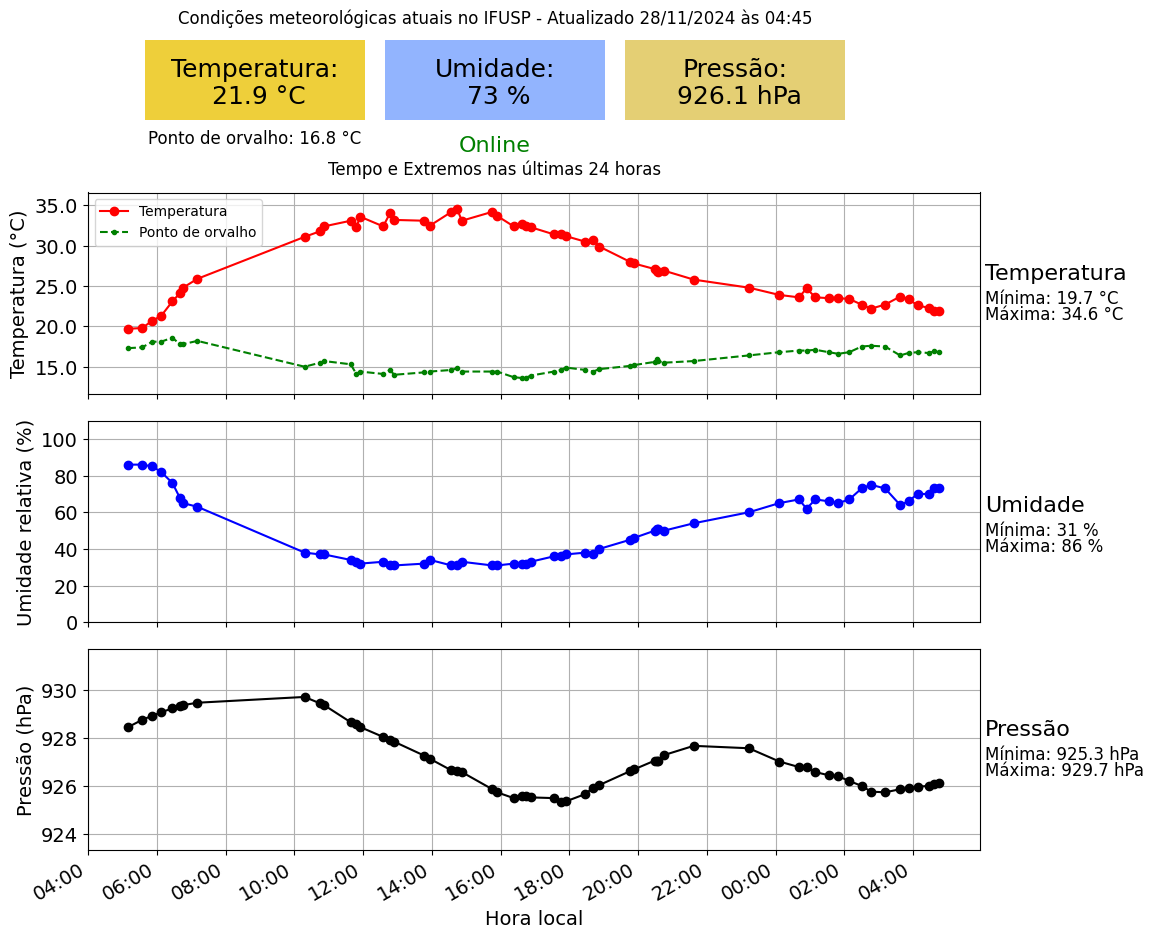 Condições meteorológicas atuais no IFUSP - Atualizado 28/11/2024 às 04:45
Temperatura:
21.9 °C
Umidade:
73 %
Pressão:
926.1 hPa
Ponto de orvalho: 16.8 °C
Online
Tempo e Extremos nas últimas 24 horas
Temperatura (°C)
35.0
30.0
25.0
20.0
15.0
Temperatura
Ponto de orvalho
Temperatura
Mínima: 19.7 °C
Máxima: 34.6 °C
Umidade relativa (%)
100
80
60
40
20
0
Umidade
Mínima: 31 %
Máxima: 86 %
Pressão (hPa)
930
928
926
924
Pressão
Mínima: 925.3 hPa
Máxima: 929.7 hPa
04:00 06:00 08:00 10:00 12:00 14:00 16:00 18:00 20:00 22:00 00:00 02:00 04:00
Hora local